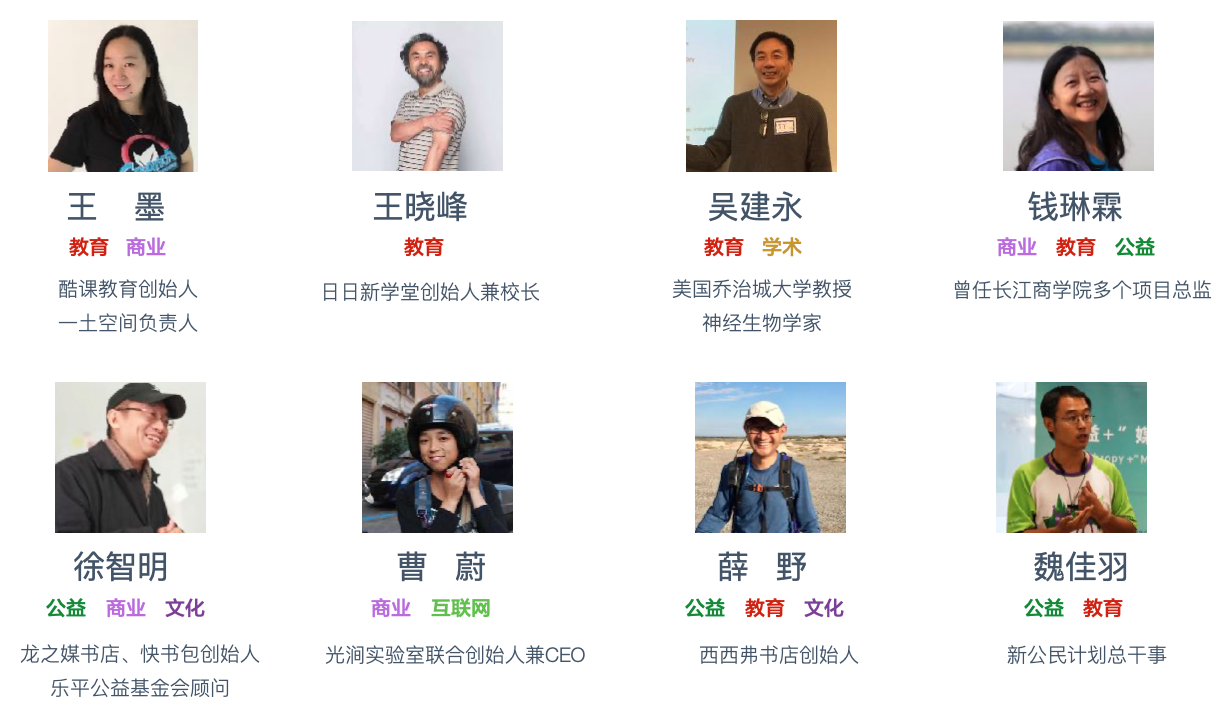 王 墨
教育 商业
酷课教育创始人
一土空间负责人
王晓峰
教育
日日新学堂创始人兼校长
吴建永
教育 学术
美国乔治城大学教授
神经生物学家
钱琳霖
商业 教育 公益
曾任长江商学院多个项目总监
益+“ 媒
徐智明
公益 商业 文化
龙之媒书店、快书包创始人
乐平公益基金会顾问
曹 蔚
商业 互联网
光涧实验室联合创始人兼CEO
薛 野
公益 教育 文化
西西弗书店创始人
魏佳羽
公益 教育
新公民计划总干事